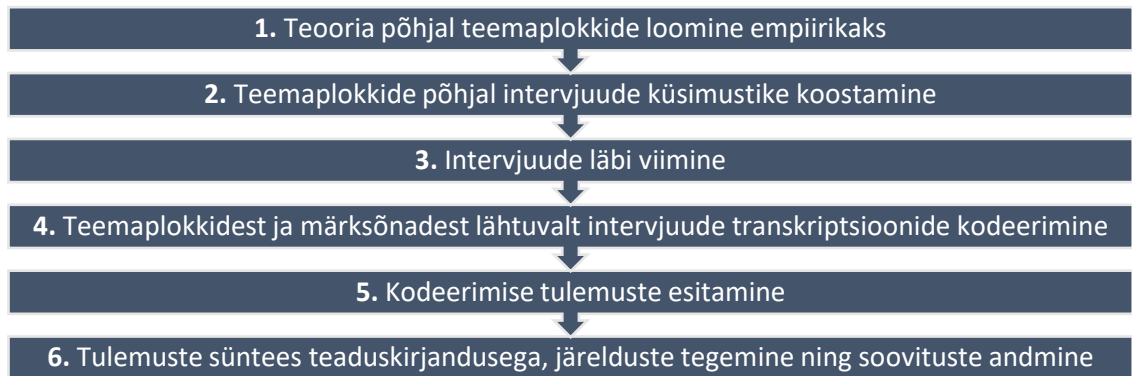 1. Teooria põhjal teemaplokkide loomine empiirikaks
2. Teemaplokkide põhjal intervjuude küsimustike koostamine
3. Intervjuude läbi viimine
4. Teemaplokkidest ja märksõnadest lähtuvalt intervjuude transkriptsioonide kodeerimine
5. Kodeerimise tulemuste esitamine
6. Tulemuste süntees teaduskirjandusega, järelduste tegemine ning soovituste andmine